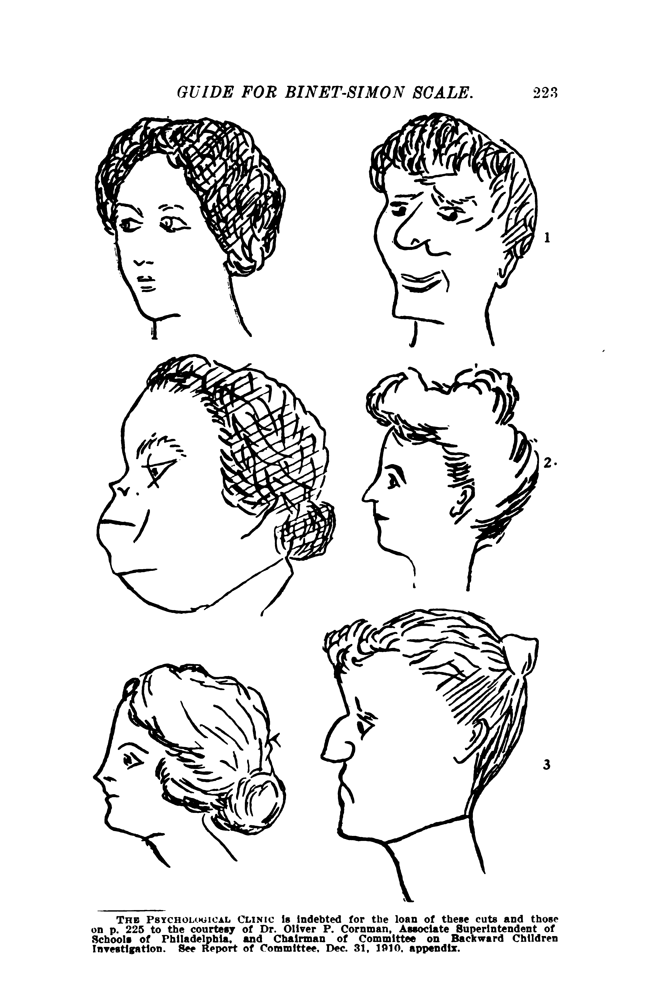 GUIDE FOR BINET-SIMON SCALE. 223
1
2.
3
THE PSYCHOLOGICAL CLINIC is indebted for the loan of these cuts and those
on p. 225 to the courtesy of Dr. Oliver P. Cornman, Associate Superintendent of
Schools of Philadelphia, and Chairman of Committee on Backward Children
Investigation. See Report of Committee, Dec. 31, 1910, appendix.